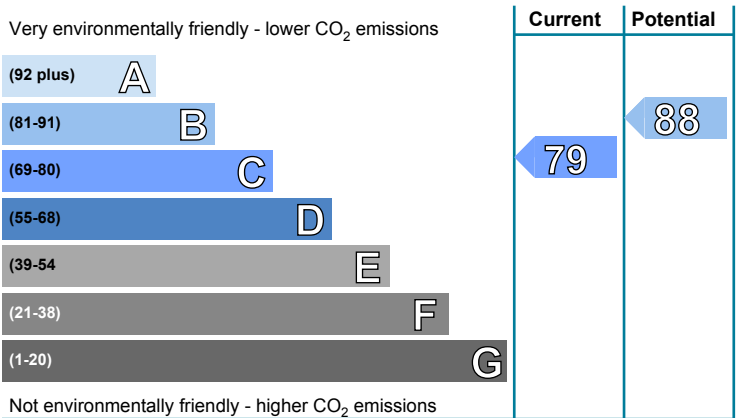 Very environmentally friendly - lower CO₂ emissions
Current
Potential
(92 plus) A
(81-91) B
(69-80) C
(55-68) D
(39-54 E
(21-38) F
(1-20) G
79
88
Not environmentally friendly - higher CO₂ emissions